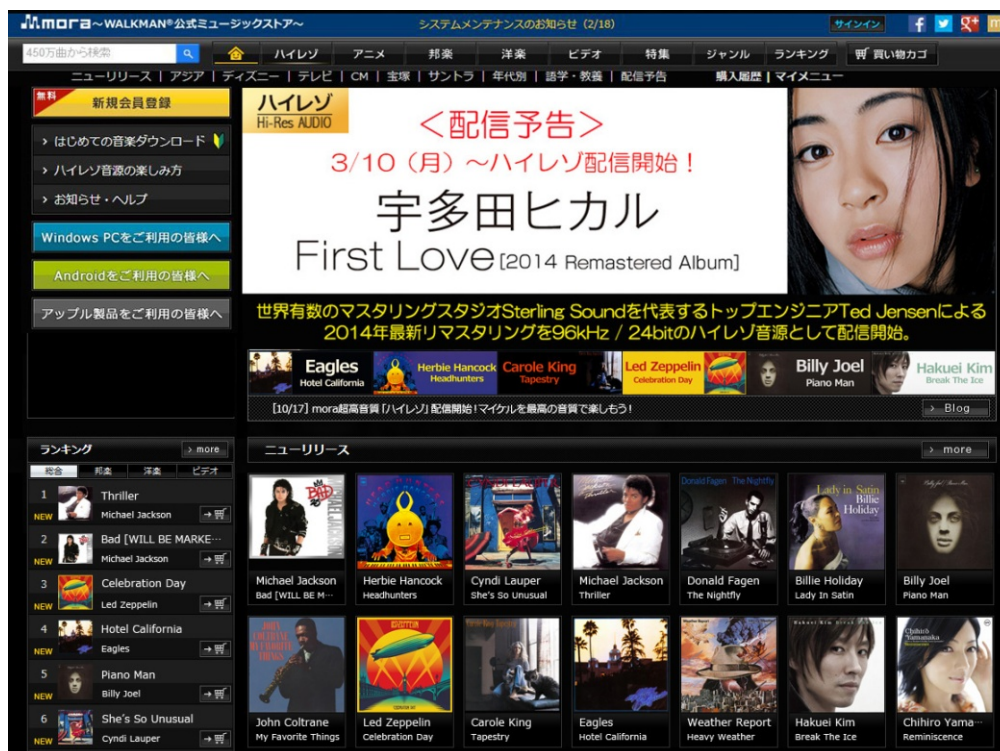 mora～WALKMAN®公式ミュージックストア～
システムメンテナンスのお知らせ (2/18)
サインイン
450万曲から検索
ハイレゾ アニメ 邦楽 洋楽 ビデオ 特集 ジャンル ランキング 買い物カゴ
ニューリリース | アジア | ディズニー | テレビ | CM | 宝塚 | サントラ | 年代別 | 語学・教養 | 配信予告 購入履歴 | マイメニュー
無料 新規会員登録
› はじめての音楽ダウンロード
› ハイレゾ音源の楽しみ方
› お知らせ・ヘルプ
Windows PCをご利用の皆様へ
Androidをご利用の皆様へ
アップル製品をご利用の皆様へ
ハイレゾ
Hi-Res AUDIO
＜配信予告＞
3/10（月）～ハイレゾ配信開始！
宇多田ヒカル
First Love [2014 Remastered Album]
世界有数のマスタリングスタジオSterling Soundを代表するトップエンジニアTed Jensenによる
2014年最新リマスタリングを96kHz / 24bitのハイレゾ音源として配信開始。
Eagles
Hotel California
Herbie Hancock
Headhunters
Carole King
Tapestry
Led Zeppelin
Celebration Day
Billy Joel
Piano Man
Hakuei Kim
Break The Ice
[10/17] mora超高音質「ハイレゾ」配信開始！マイケルを最高の音質で楽しもう！
› Blog
ランキング
› more
総合 邦楽 洋楽 ビデオ
1 Thriller
NEW Michael Jackson
2 Bad [WILL BE MARKE…
NEW Michael Jackson
3 Celebration Day
NEW Led Zeppelin
4 Hotel California
NEW Eagles
5 Piano Man
NEW Billy Joel
6 She's So Unusual
NEW Cyndi Lauper
ニューリリース
› more
BAD
Donald Fagen The Nightfly
Lady in Satin
Billie
Holiday
Michael Jackson
Bad [WILL BE M…
Herbie Hancock
Headhunters
Cyndi Lauper
She's So Unusual
Michael Jackson
Thriller
Donald Fagen
The Nightfly
Billie Holiday
Lady In Satin
Billy Joel
Piano Man
JOHN
COLTRANE
MY FAVORITE
THINGS
LED ZEPPELIN
Hakuei Kim Break The Ice
Chihiro
Yamanaka
Reminiscence
John Coltrane
My Favorite Things
Led Zeppelin
Celebration Day
Carole King
Tapestry
Eagles
Hotel California
Weather Report
Heavy Weather
Hakuei Kim
Break The Ice
Chihiro Yama…
Reminiscence